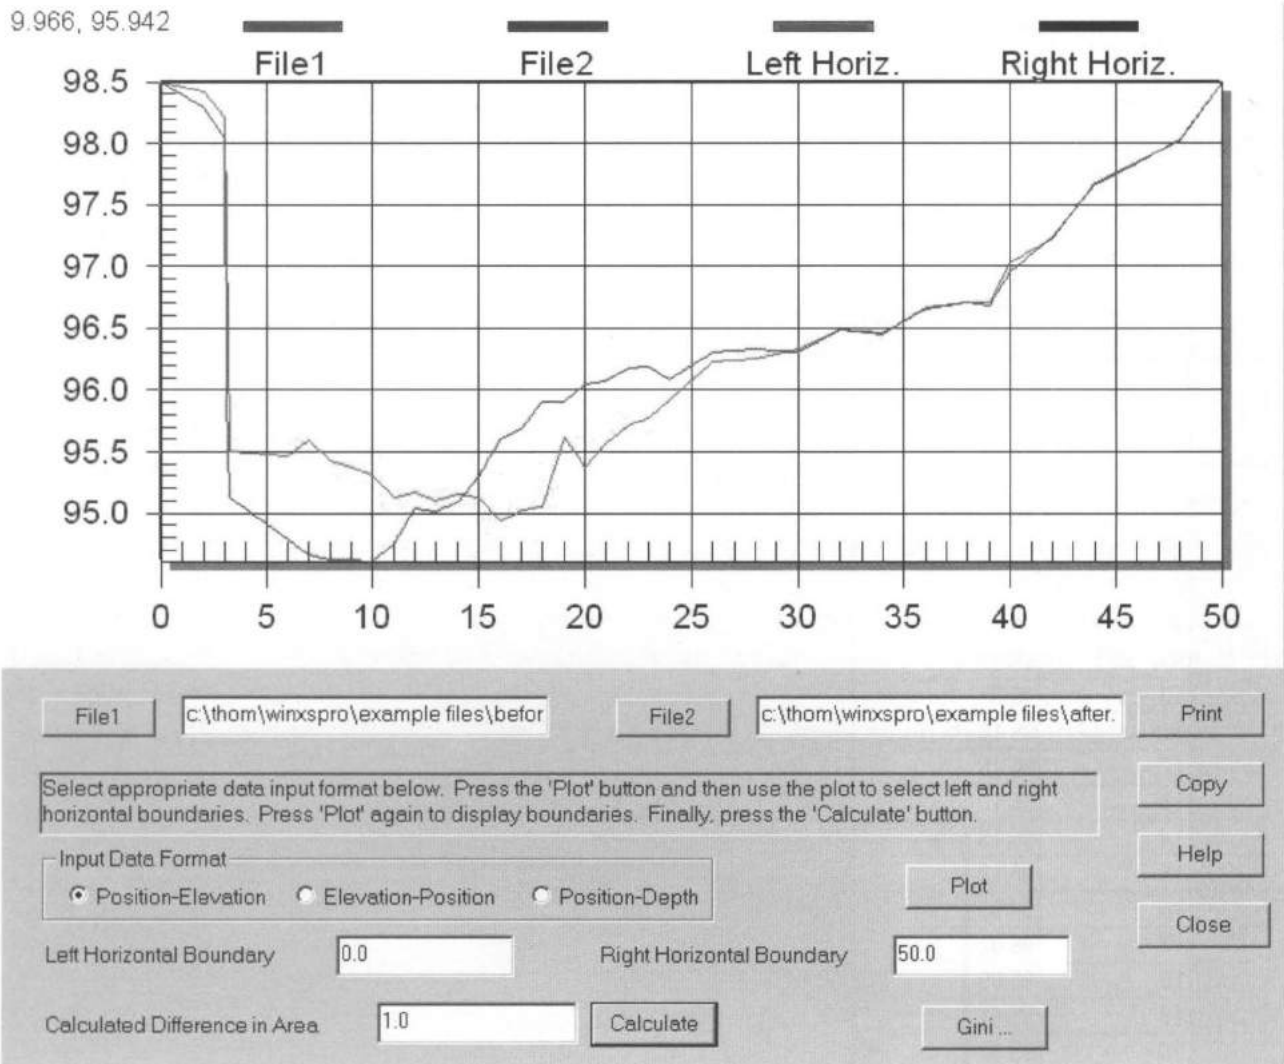 9.966, 95.942
File1 File2 Left Horiz. Right Horiz.
98.5
98.0
97.5
97.0
96.5
96.0
95.5
95.0
0 5 10 15 20 25 30 35 40 45 50
File1 c:\thom\winxspro\example files\befor File2 c:\thom\winxspro\example files\after. Print
Select appropriate data input format below. Press the 'Plot' button and then use the plot to select left and right
horizontal boundaries. Press 'Plot' again to display boundaries. Finally, press the 'Calculate' button.
Copy
Input Data Format
Help
Position-Elevation Elevation-Position Position-Depth
Plot
Close
Left Horizontal Boundary 0.0 Right Horizontal Boundary 50.0
Calculated Difference in Area 1.0 Calculate Gini ...